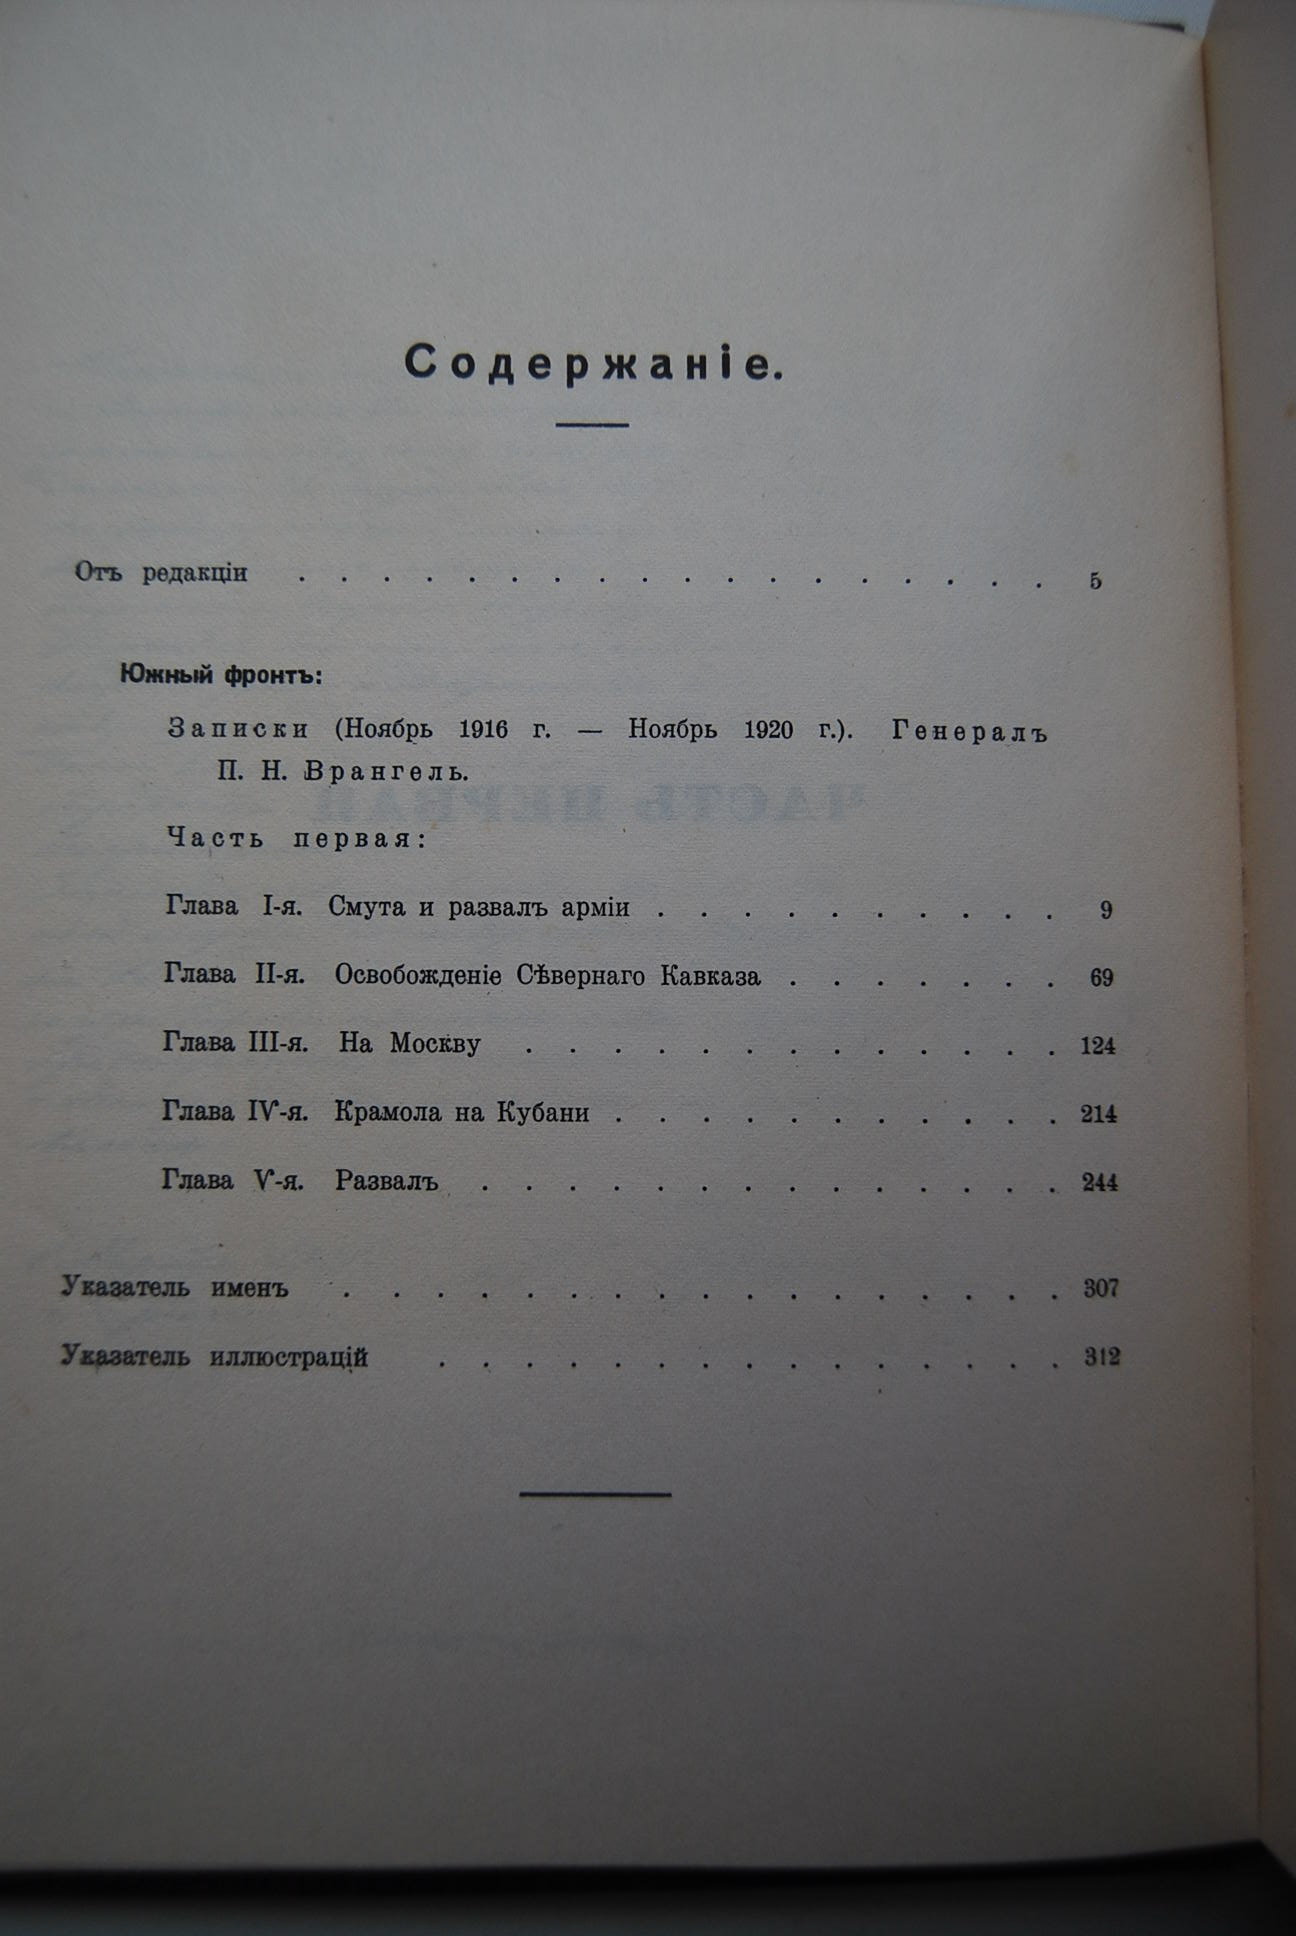 Содержаніе.
Отъ редакціи . . . . . . . . . . . . . . . . . . 5
Южный фронтъ:
Записки (Ноябрь 1916 г. — Ноябрь 1920 г.). Генералъ
П. Н. Врангель.
Часть первая:
Глава I-я. Смута и развалъ арміи . . . . . . . . . . 9
Глава II-я. Освобожденіе Сѣвернаго Кавказа . . . . . . . 69
Глава III-я. На Москву . . . . . . . . . . . . . 124
Глава IV-я. Крамола на Кубани . . . . . . . . . . . 214
Глава V-я. Развалъ . . . . . . . . . . . . . . 244
Указатель именъ . . . . . . . . . . . . . . . . . 307
Указатель иллюстрацій . . . . . . . . . . . . . . . 312